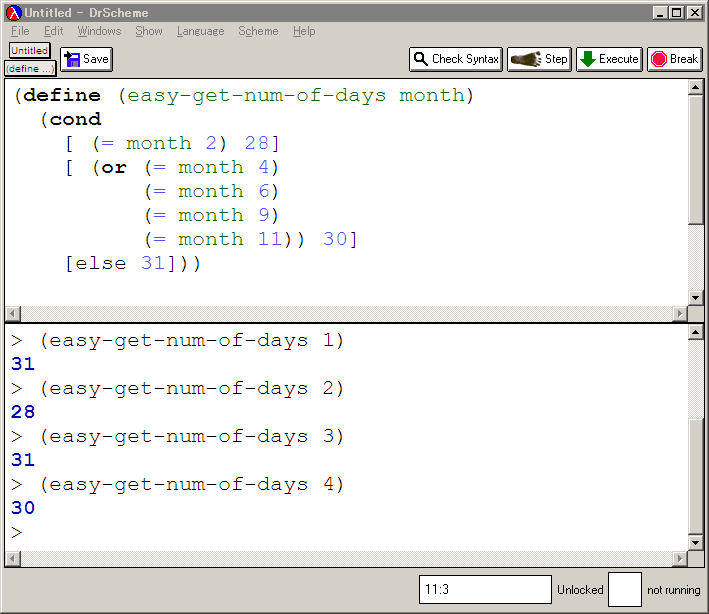 Untitled - DrScheme
File Edit Windows Show Language Scheme Help
Untitled
(define ...)
Save
Check Syntax
Step
Execute
Break
(define (easy-get-num-of-days month)
  (cond
    [ (= month 2) 28]
    [ (or (= month 4)
          (= month 6)
          (= month 9)
          (= month 11)) 30]
    [else 31]))
> (easy-get-num-of-days 1)
31
> (easy-get-num-of-days 2)
28
> (easy-get-num-of-days 3)
31
> (easy-get-num-of-days 4)
30
>
11:3 Unlocked not running